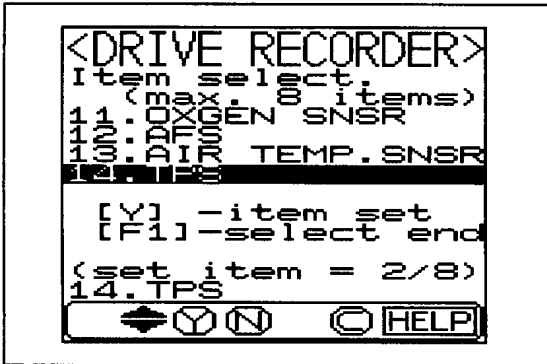 <DRIVE RECORDER>
Item select.
(max. 8 items)
11.OXGEN SNSR
12.AFS
13.AIR TEMP.SNSR
14.TPS
[Y] -item set
[F1]-select end
(set item = 2/8)
14.TPS
Y N C HELP